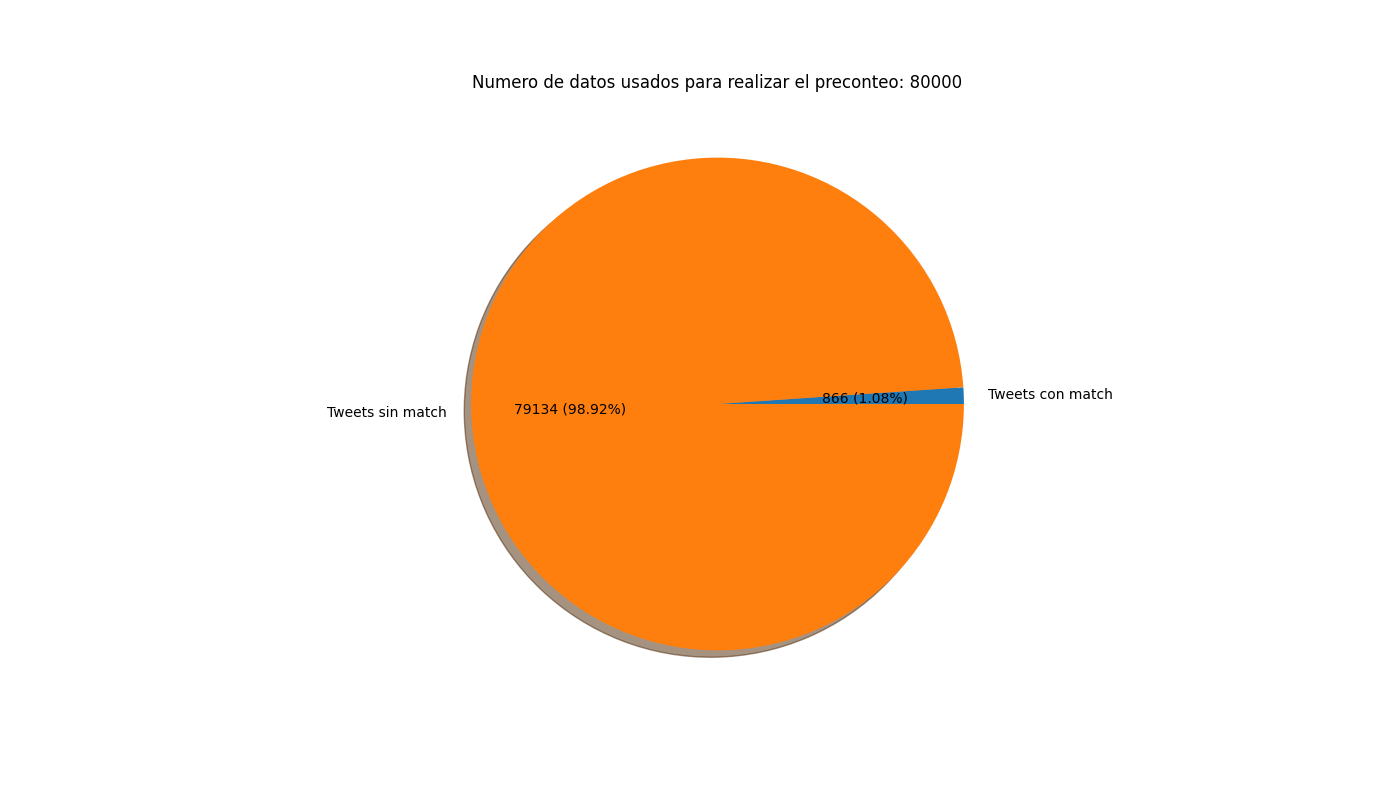 Numero de datos usados para realizar el preconteo: 80000
866 (1.08%)
Tweets con match
79134 (98.92%)
Tweets sin match